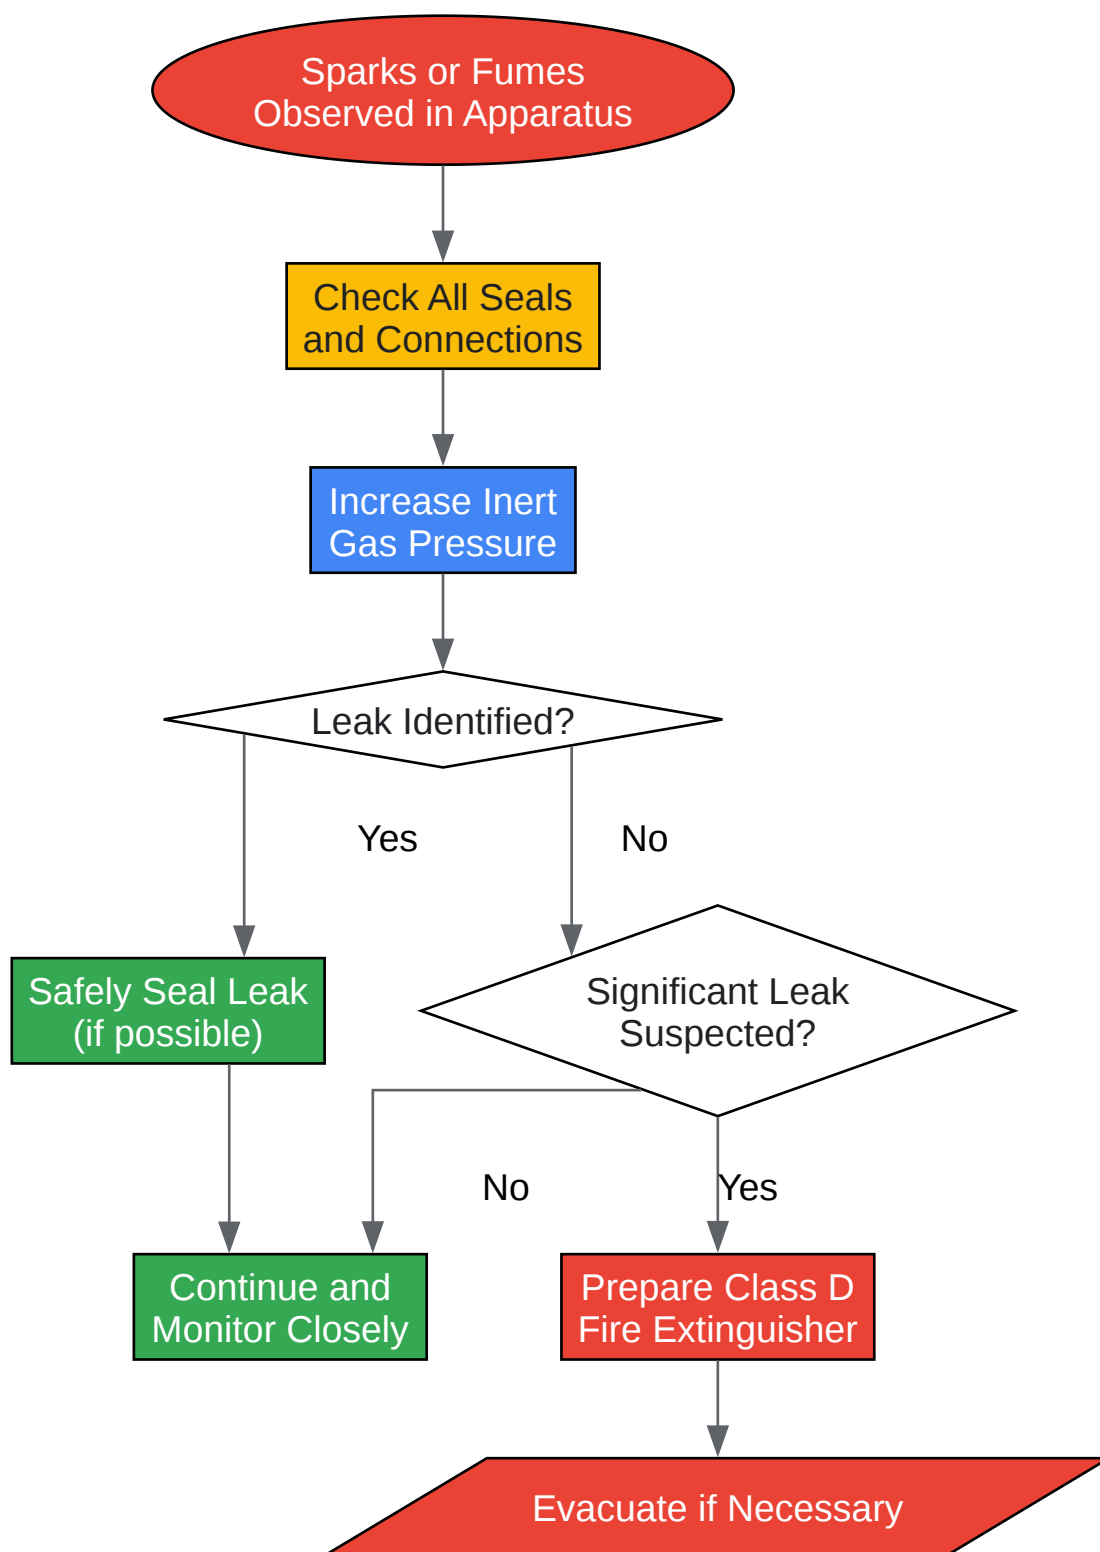 Sparks or Fumes
Observed in Apparatus
Check All Seals
and Connections
Increase Inert
Gas Pressure
Leak Identified?
Yes
No
Safely Seal Leak
(if possible)
Significant Leak
Suspected?
No
Yes
Continue and
Monitor Closely
Prepare Class D
Fire Extinguisher
Evacuate if Necessary